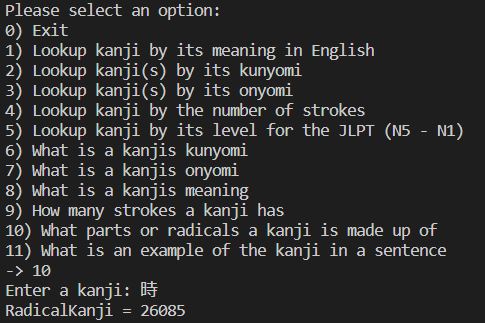 Please select an option:
0) Exit
1) Lookup kanji by its meaning in English
2) Lookup kanji(s) by its kunyomi
3) Lookup kanji(s) by its onyomi
4) Lookup kanji by the number of strokes
5) Lookup kanji by its level for the JLPT (N5 - N1)
6) What is a kanjis kunyomi
7) What is a kanjis onyomi
8) What is a kanjis meaning
9) How many strokes a kanji has
10) What parts or radicals a kanji is made up of
11) What is an example of the kanji in a sentence
-> 10
Enter a kanji: 時
RadicalKanji = 26085